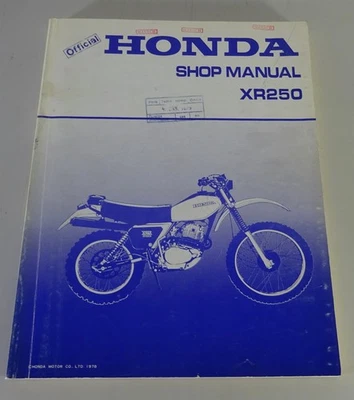 Official
HONDA
SHOP MANUAL
XR250
HONDA
©HONDA MOTOR CO., LTD 1978